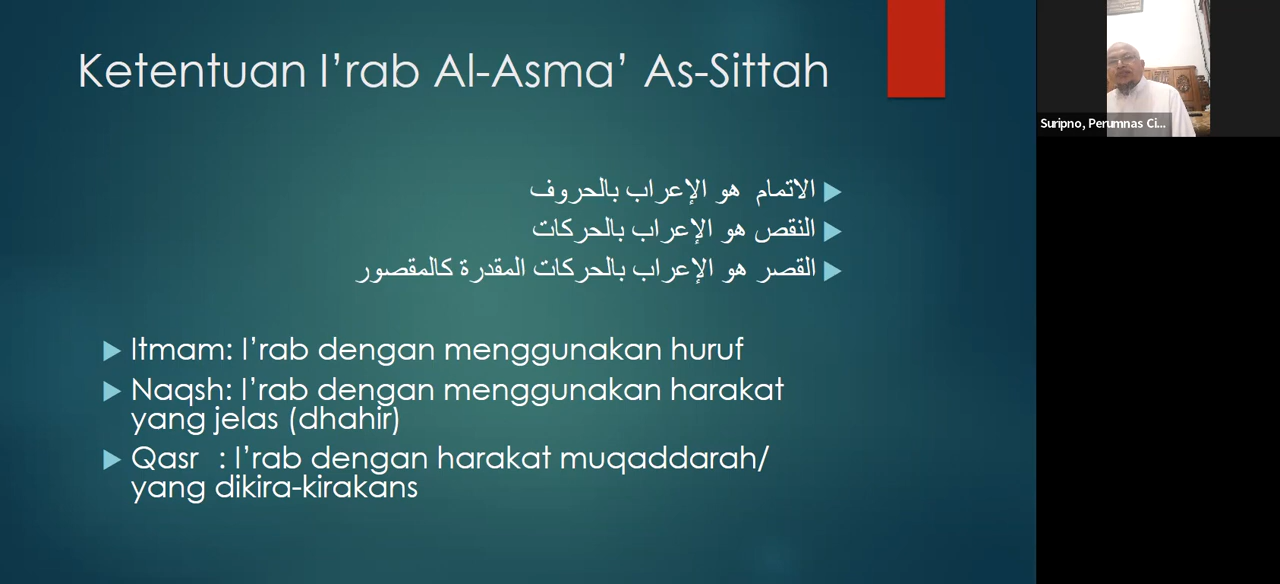 Ketentuan I'rab Al-Asma' As-Sittah
الاتمام هو الإعراب بالحروف
النقص هو الإعراب بالحركات
القصر هو الإعراب بالحركات المقدرة كالمقصور
Itmam: I'rab dengan menggunakan huruf
Naqsh: I'rab dengan menggunakan harakat
yang jelas (dhahir)
Qasr : I'rab dengan harakat muqaddarah/
yang dikira-kirakans
Suripno, Perumnas Ci...